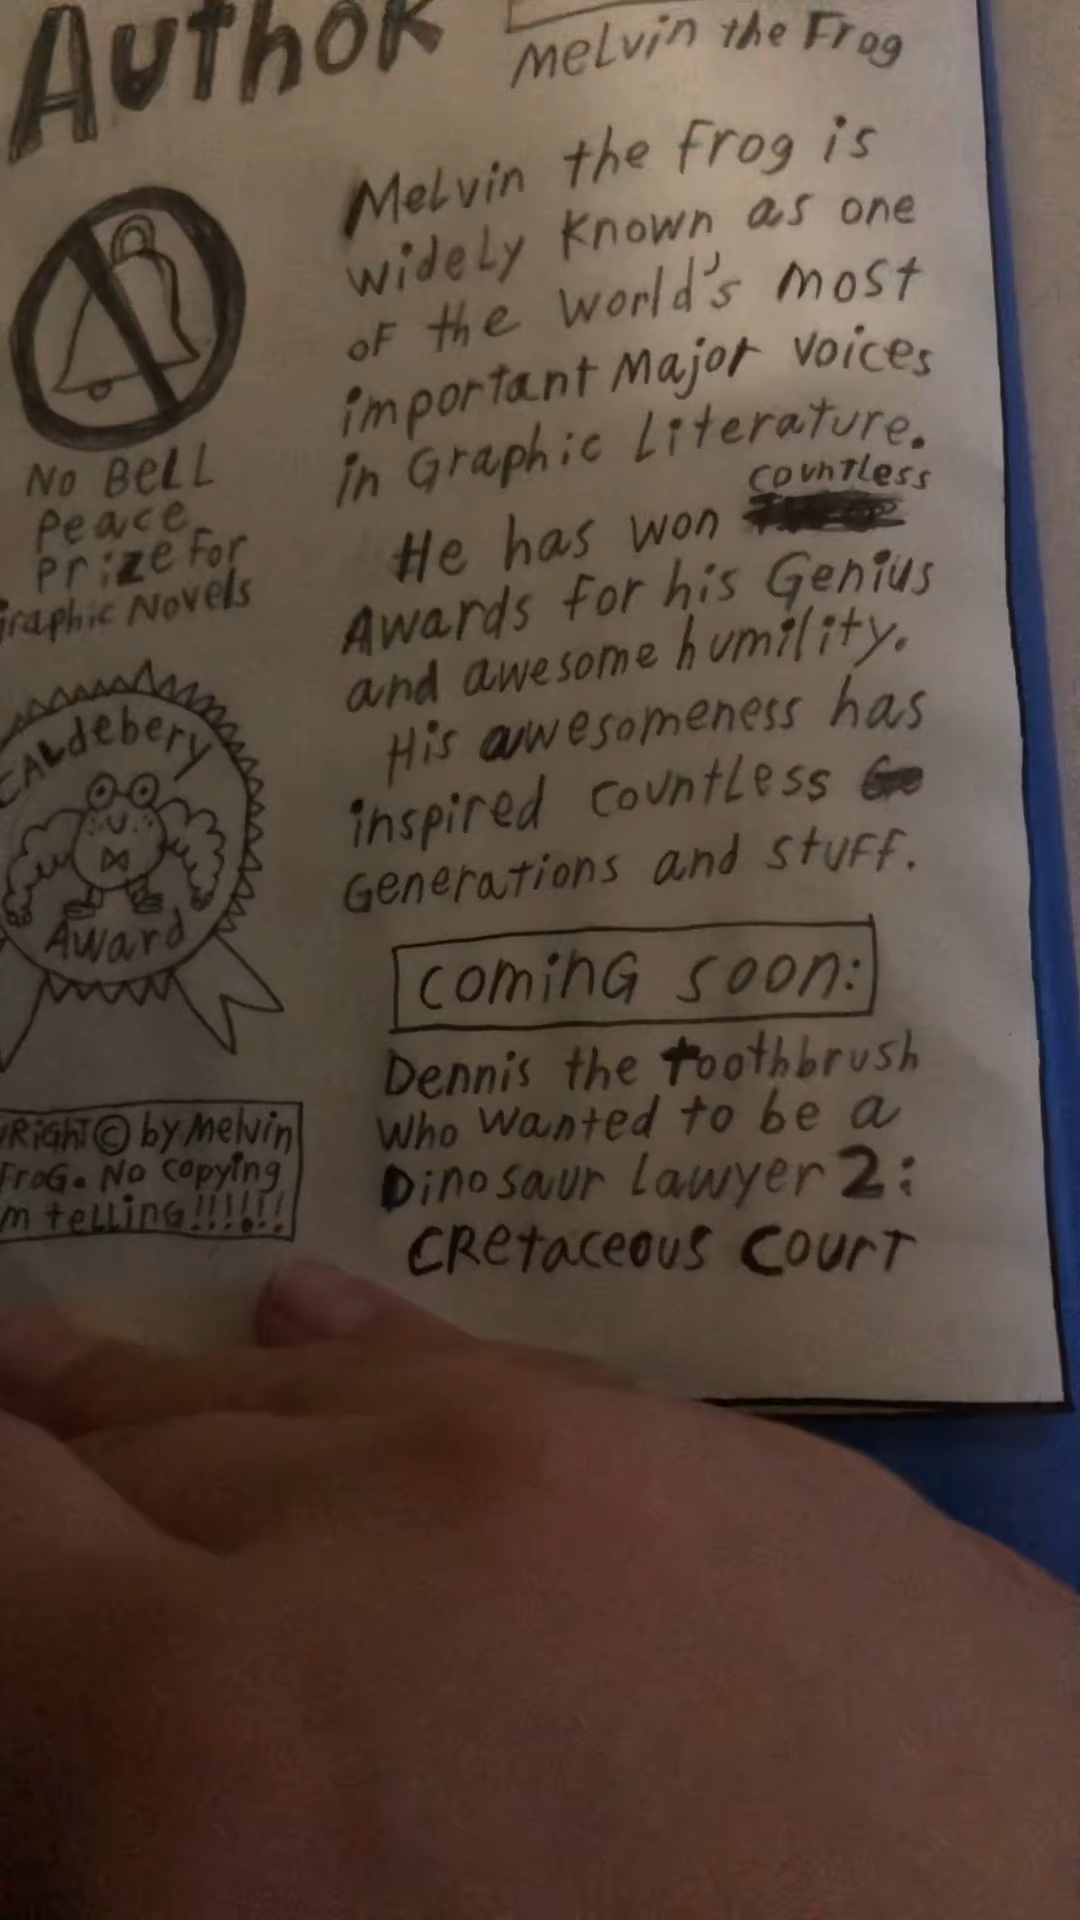 Author
Melvin the Frog
Melvin the Frog is
widely known as one
of the world's most
important Major voices
in Graphic Literature.
countless
He has won
Awards for his Genius
and awesome humility.
His awesomeness has
inspired countless
Generations and stuff.
coming soon:
Dennis the toothbrush
who wanted to be a
Dinosaur lawyer 2:
Cretaceous Court
No Bell
Peace
Prize For
Graphic Novels
CALdebery
Award
RiGHT © by Melvin
FroG. No copying
m telling!!!!!!